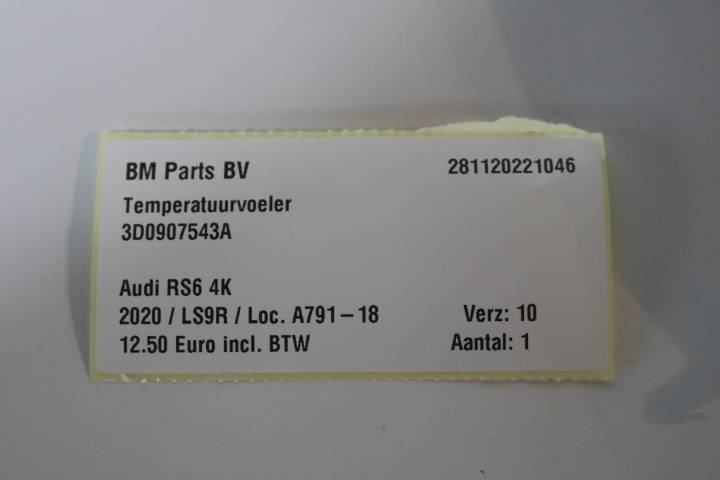 BM Parts BV 281120221046
Temperatuurvoeler
3D0907543A
Audi RS6 4K
2020 / LS9R / Loc. A791-18 Verz: 10
12.50 Euro incl. BTW Aantal: 1